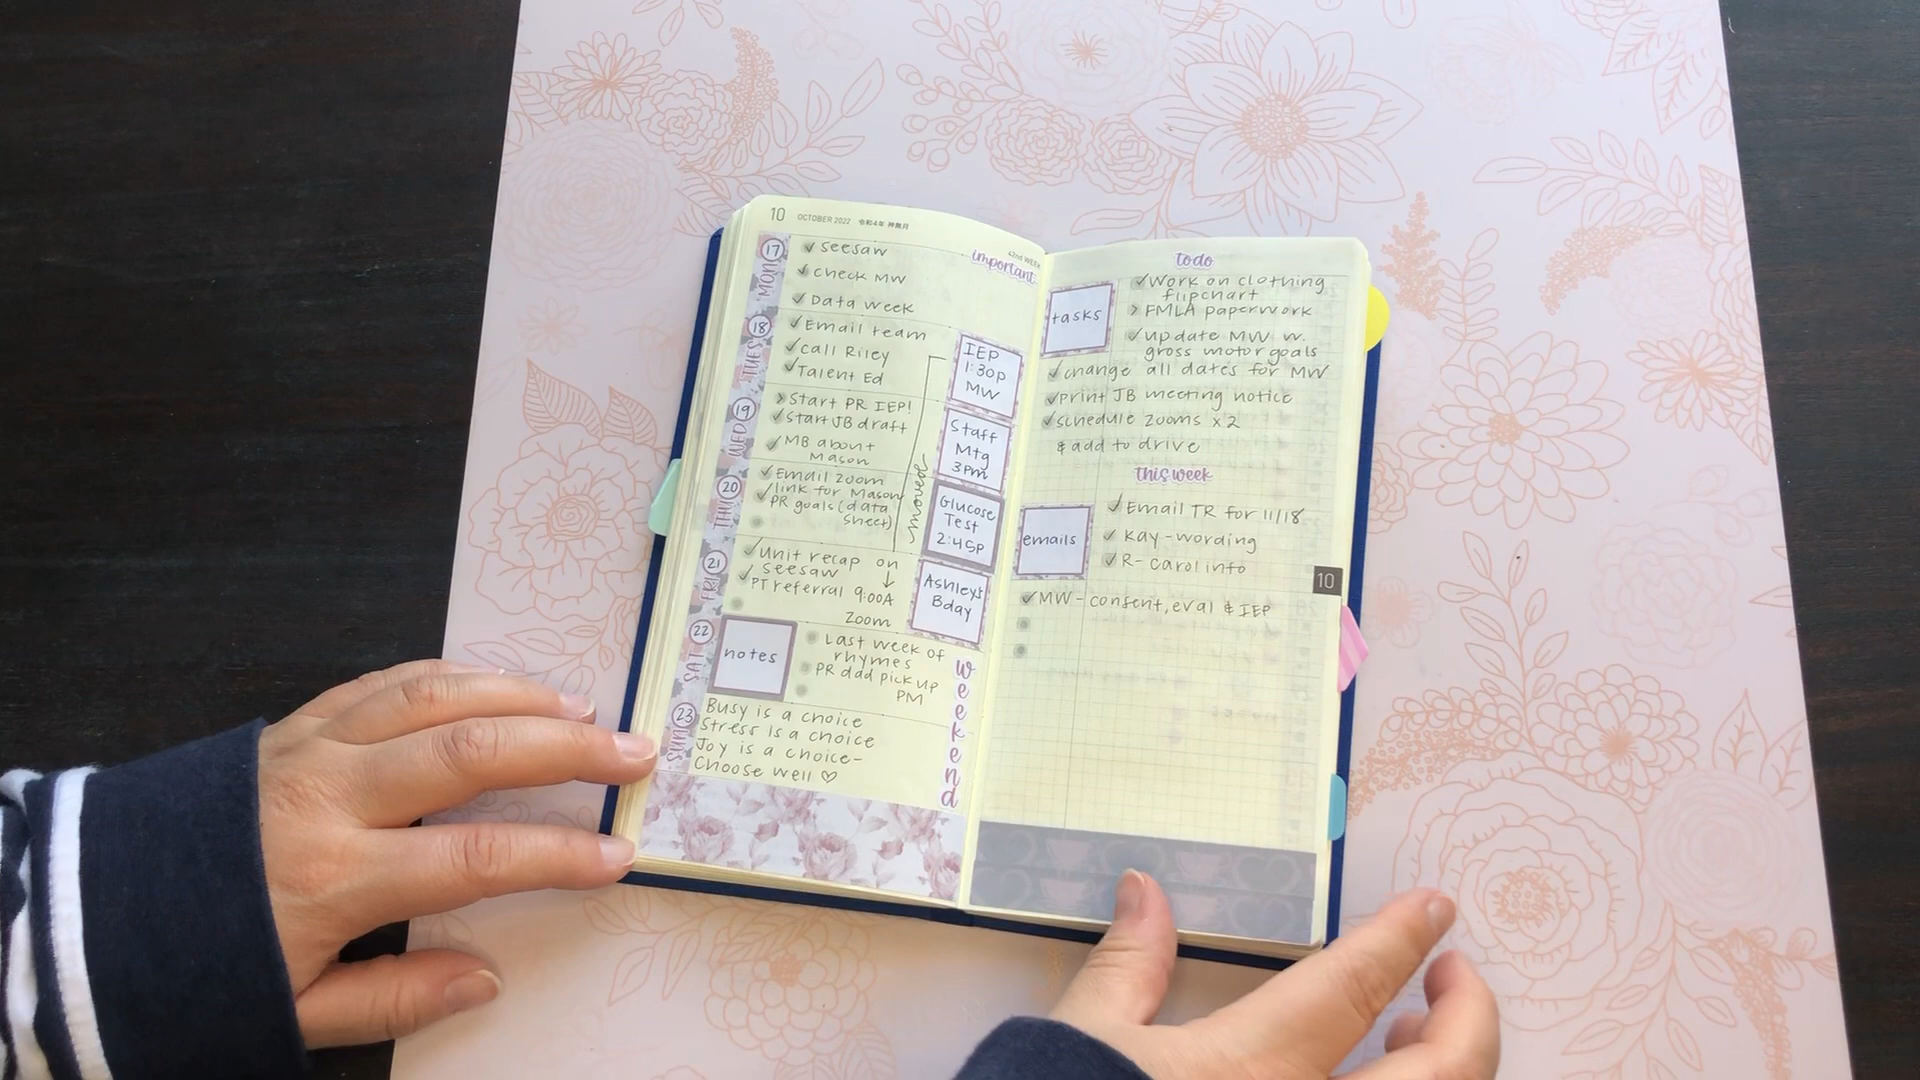 10 OCTOBER 2022 令和4年 神無月
42nd WEEK
important
17 MON
✓ Seesaw
✓ Check MW
✓ Data week
18 TUES
✓ Email team
✓ Call Riley
✓ Talent Ed
IEP
1:30p
MW
19 WED
> Start PR IEP!
✓ Start JB draft
✓ MB about
Mason
Staff
Mtg
3pm
moved
20 THU
✓ Email zoom
✓ link for Mason
✓ PR goals (data
sheet)
Glucose
Test
2:45p
21 FRI
✓ Unit recap on
✓ Seesaw
✓ PT referral 9:00A
Zoom
Ashley's
Bday
22 SAT
notes
Last week of
rhymes
PR dad pick up
PM
weekend
23 SUN
Busy is a choice
Stress is a choice
Joy is a choice-
Choose well ♡
to do
tasks
✓ Work on clothing
flipchart
> FMLA paperwork
✓ update MW w.
gross motor goals
✓ change all dates for MW
✓ print JB meeting notice
✓ schedule zooms x2
& add to drive
this week
emails
✓ Email TR for 11/18
✓ Kay - wording
✓ R- carol info
✓ MW - consent, eval & IEP
10